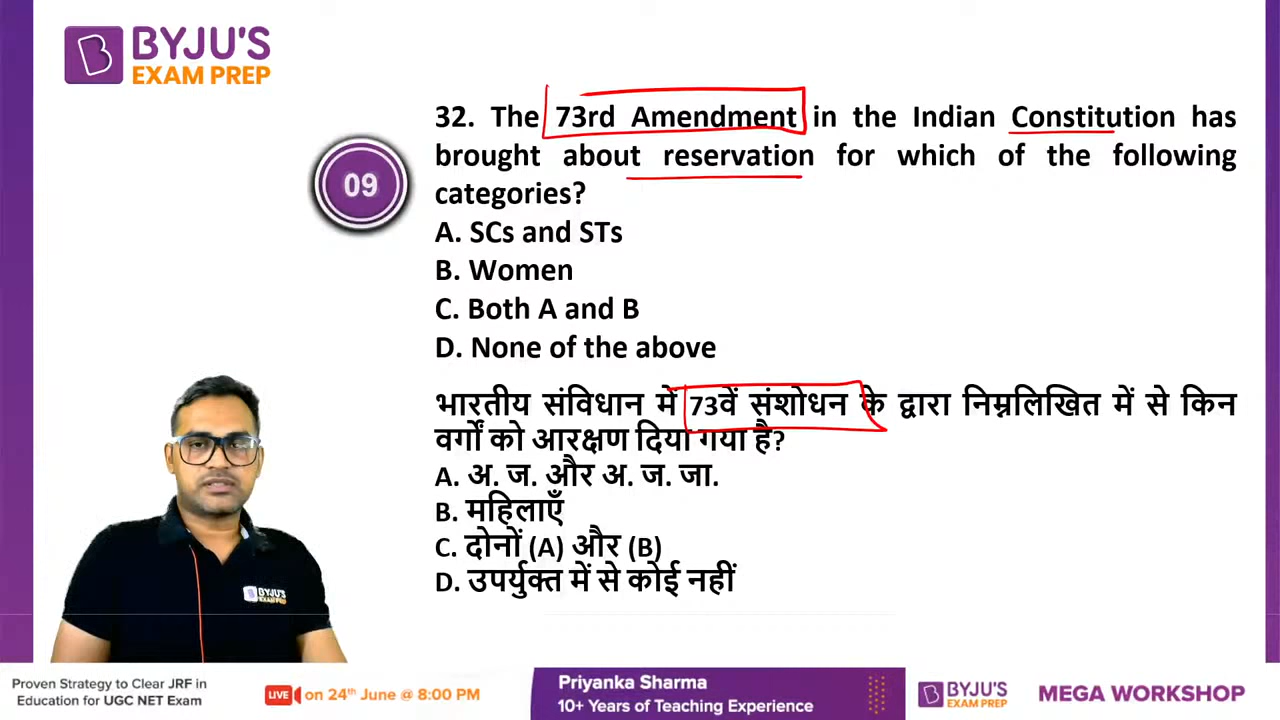 BYJU'S
EXAM PREP
09
32. The 73rd Amendment in the Indian Constitution has
brought about reservation for which of the following
categories?
A. SCs and STs
B. Women
C. Both A and B
D. None of the above
भारतीय संविधान में 73वें संशोधन के द्वारा निम्नलिखित में से किन
वर्गों को आरक्षण दिया गया है?
A. अ. ज. और अ. ज. जा.
B. महिलाएँ
C. दोनों (A) और (B)
D. उपर्युक्त में से कोई नहीं
BYJU'S
EXAM PREP
Proven Strategy to Clear JRF in
Education for UGC NET Exam
LIVE on 24th June @ 8:00 PM
Priyanka Sharma
10+ Years of Teaching Experience
BYJU'S
EXAM PREP
MEGA WORKSHOP